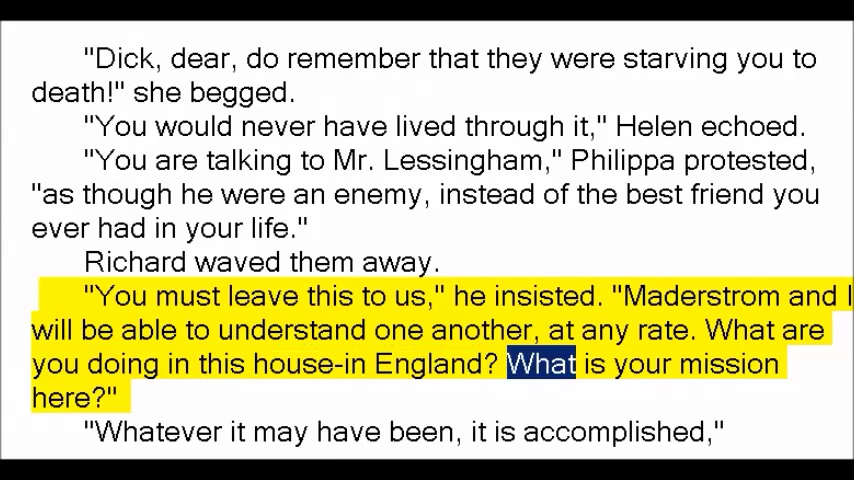 "Dick, dear, do remember that they were starving you to
death!" she begged.
"You would never have lived through it," Helen echoed.
"You are talking to Mr. Lessingham," Philippa protested,
"as though he were an enemy, instead of the best friend you
ever had in your life."
Richard waved them away.
"You must leave this to us," he insisted. "Maderstrom and I
will be able to understand one another, at any rate. What are
you doing in this house-in England? What is your mission
here?"
"Whatever it may have been, it is accomplished,"